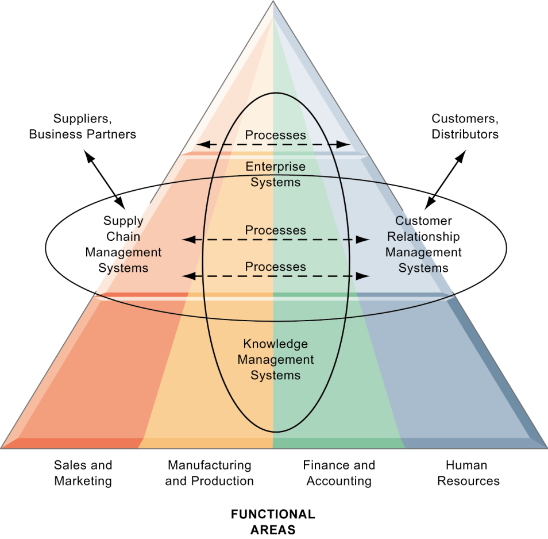 Suppliers,
Business Partners
Customers,
Distributors
Processes
Enterprise
Systems
Supply
Chain
Management
Systems
Processes
Processes
Customer
Relationship
Management
Systems
Knowledge
Management
Systems
Sales and
Marketing
Manufacturing
and Production
Finance and
Accounting
Human
Resources
FUNCTIONAL
AREAS